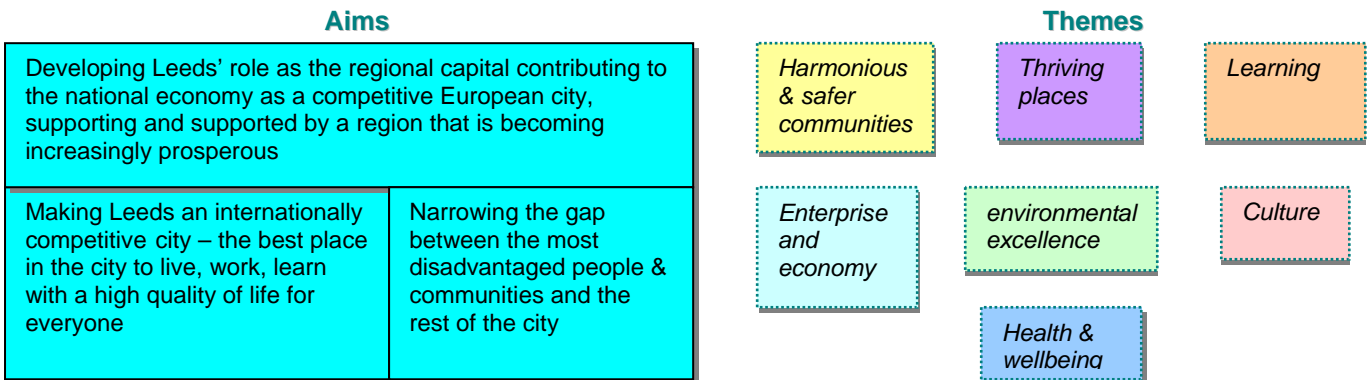 Aims
Developing Leeds’ role as the regional capital contributing to
the national economy as a competitive European city,
supporting and supported by a region that is becoming
increasingly prosperous
Making Leeds an internationally
competitive city – the best place
in the city to live, work, learn
with a high quality of life for
everyone
Narrowing the gap
between the most
disadvantaged people &
communities and the
rest of the city
Themes
Harmonious
& safer
communities
Thriving
places
Learning
Enterprise
and
economy
environmental
excellence
Culture
Health &
wellbeing